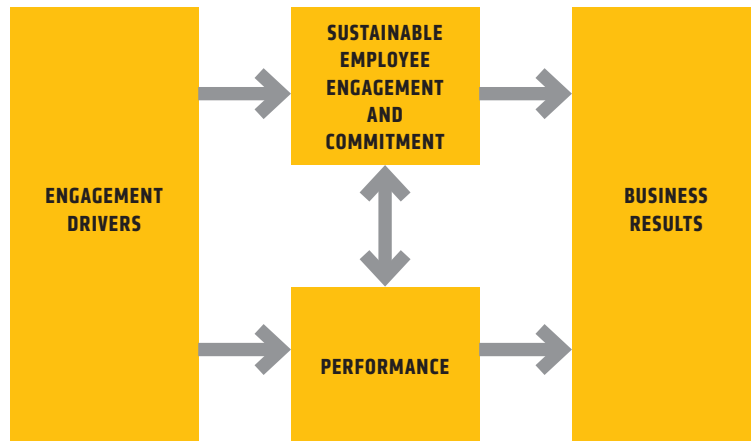 ENGAGEMENT
DRIVERS
SUSTAINABLE
EMPLOYEE
ENGAGEMENT
AND
COMMITMENT
PERFORMANCE
BUSINESS
RESULTS